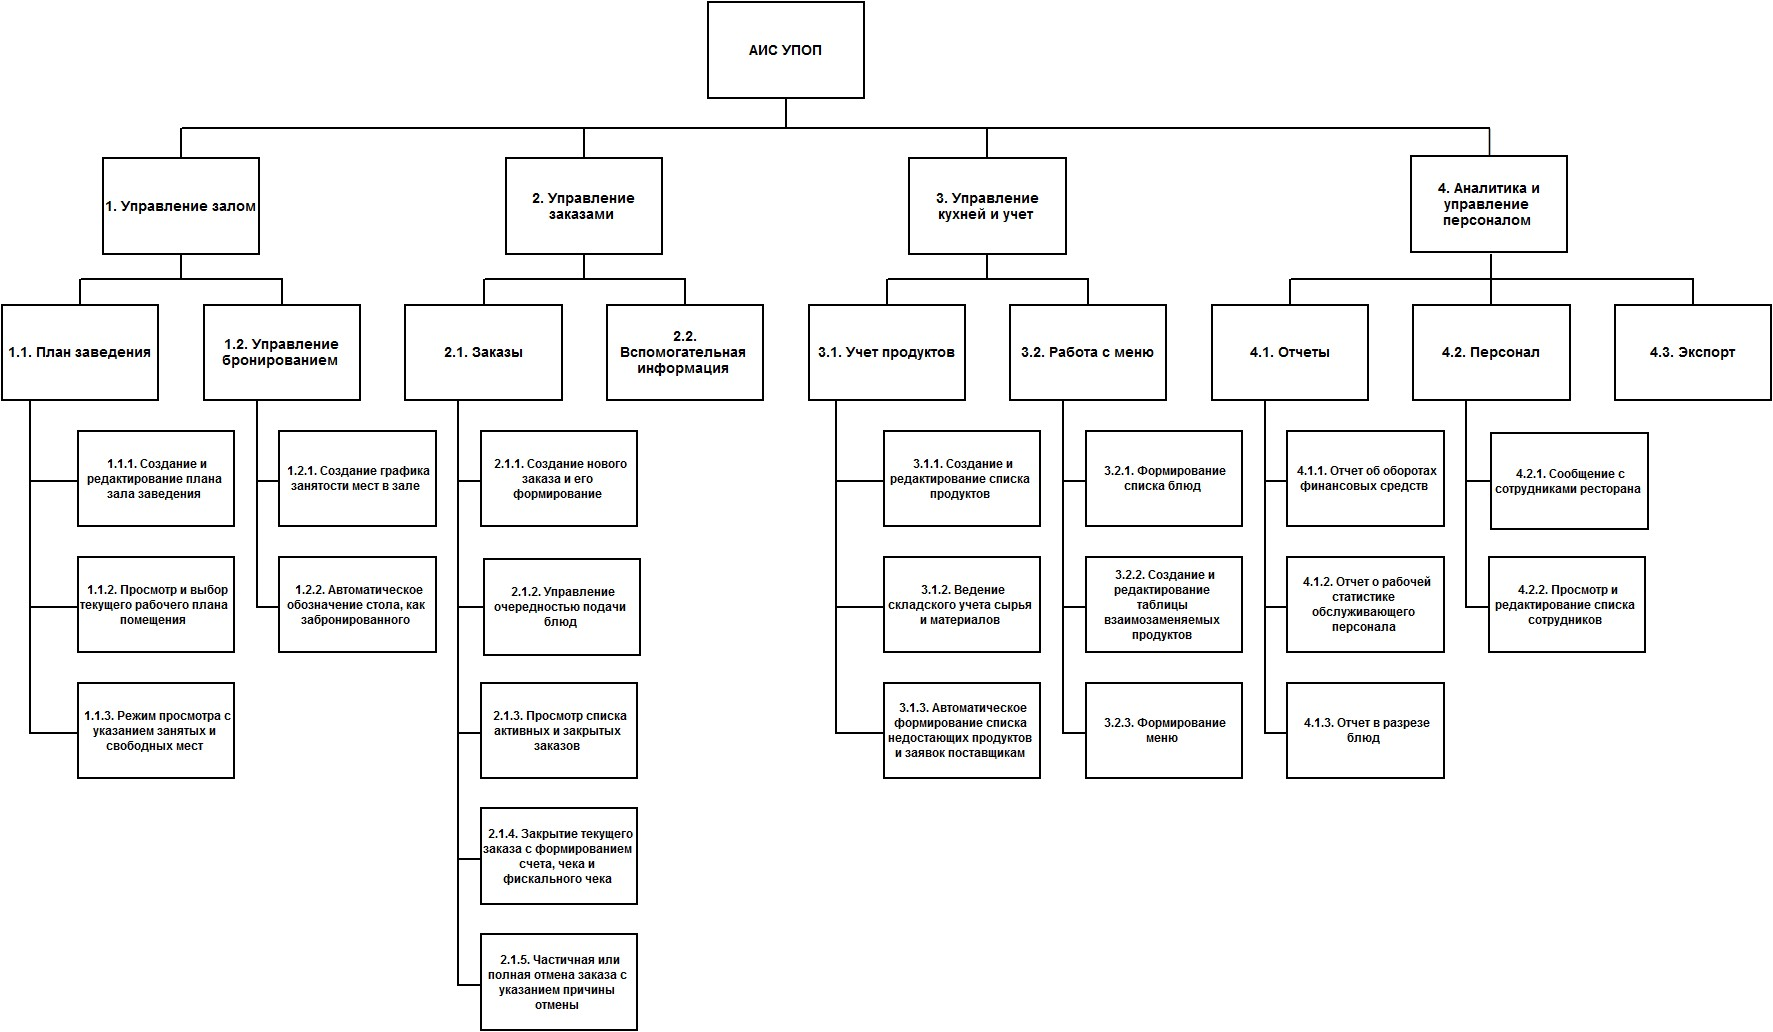 АИС УПОП
1. Управление залом
2. Управление
заказами
3. Управление
кухней и учет
4. Аналитика и
управление
персоналом
1.1. План заведения
1.2. Управление
бронированием
2.1. Заказы
2.2.
Вспомогательная
информация
3.1. Учет продуктов
3.2. Работа с меню
4.1. Отчеты
4.2. Персонал
4.3. Экспорт
1.1.1. Создание и
редактирование плана
зала заведения
1.2.1. Создание графика
занятости мест в зале
2.1.1. Создание нового
заказа и его
формирование
3.1.1. Создание и
редактирование списка
продуктов
3.2.1. Формирование
списка блюд
4.1.1. Отчет об оборотах
финансовых средств
4.2.1. Сообщение с
сотрудниками ресторана
1.1.2. Просмотр и выбор
текущего рабочего плана
помещения
1.2.2. Автоматическое
обозначение стола, как
забронированного
2.1.2. Управление
очередностью подачи
блюд
3.1.2. Ведение
складского учета сырья
и материалов
3.2.2. Создание и
редактирование
таблицы
взаимозаменяемых
продуктов
4.1.2. Отчет о рабочей
статистике
обслуживающего
персонала
4.2.2. Просмотр и
редактирование списка
сотрудников
1.1.3. Режим просмотра с
указанием занятых и
свободных мест
2.1.3. Просмотр списка
активных и закрытых
заказов
3.1.3. Автоматическое
формирование списка
недостающих продуктов
и заявок поставщикам
3.2.3. Формирование
меню
4.1.3. Отчет в разрезе
блюд
2.1.4. Закрытие текущего
заказа с формированием
счета, чека и
фискального чека
2.1.5. Частичная или
полная отмена заказа с
указанием причины
отмены